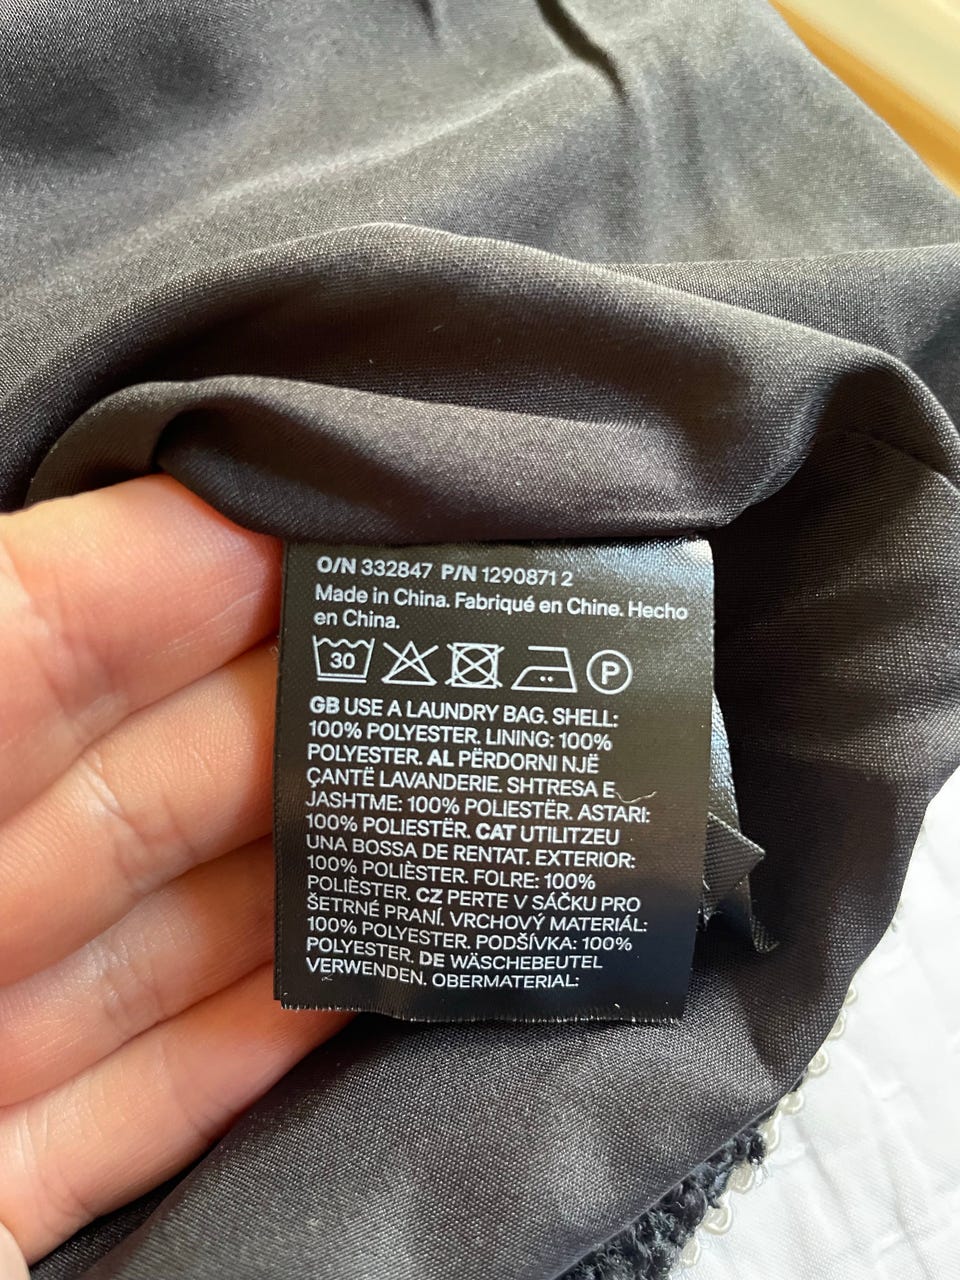 O/N 332847 P/N 1290871 2
Made in China. Fabriqué en Chine. Hecho
en China.
30 P
GB USE A LAUNDRY BAG. SHELL:
100% POLYESTER. LINING: 100%
POLYESTER. AL PËRDORNI NJË
ÇANTË LAVANDERIE. SHTRESA E
JASHTME: 100% POLIESTËR. ASTARI:
100% POLIESTËR. CAT UTILITZEU
UNA BOSSA DE RENTAT. EXTERIOR:
100% POLIÈSTER. FOLRE: 100%
POLIÈSTER. CZ PERTE V SÁČKU PRO
ŠETRNÉ PRANÍ. VRCHOVÝ MATERIÁL:
100% POLYESTER. PODŠÍVKA: 100%
POLYESTER. DE WÄSCHEBEUTEL
VERWENDEN. OBERMATERIAL: